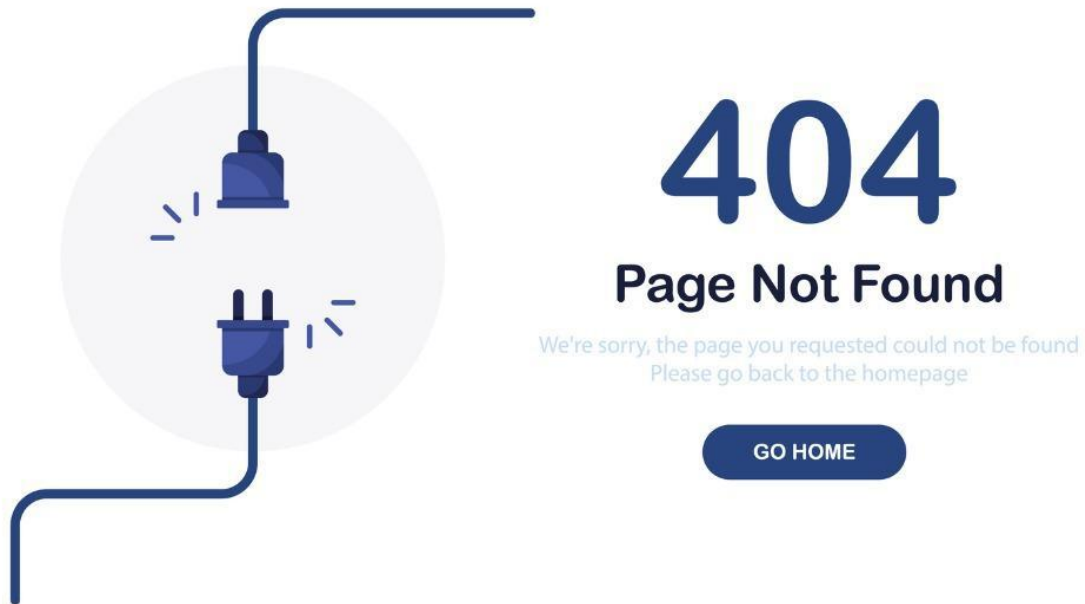 404
Page Not Found
We're sorry, the page you requested could not be found
Please go back to the homepage
GO HOME